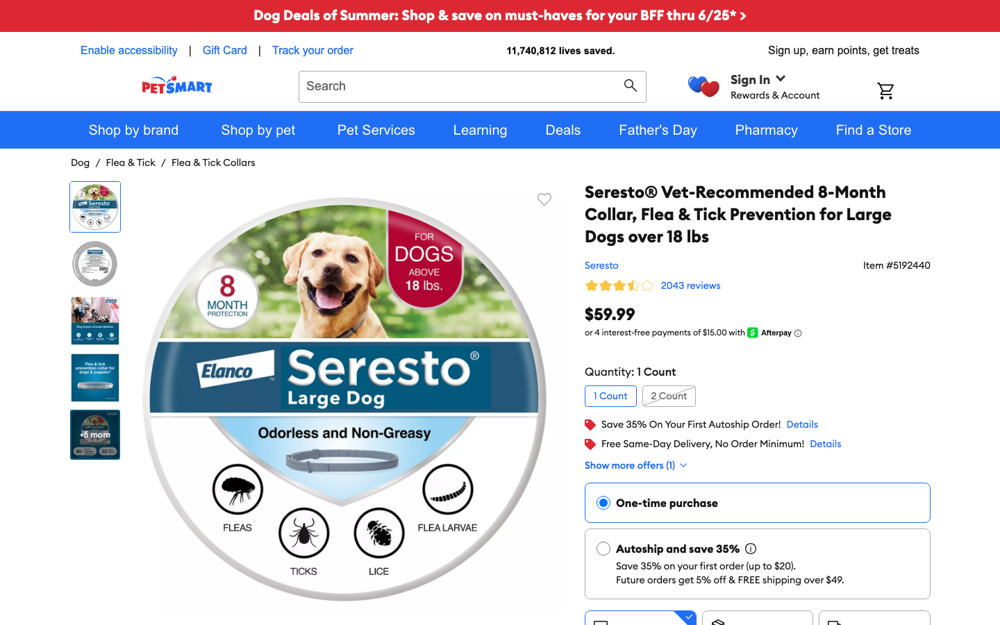 Dog Deals of Summer: Shop & save on must-haves for your BFF thru 6/25* >
Enable accessibility | Gift Card | Track your order
11,740,812 lives saved.
Sign up, earn points, get treats
PETSMART
Search
Sign In
Rewards & Account
Shop by brand
Shop by pet
Pet Services
Learning
Deals
Father's Day
Pharmacy
Find a Store
Dog / Flea & Tick / Flea & Tick Collars
+5 more
FOR
DOGS
ABOVE
18 lbs.
8
MONTH
PROTECTION
Elanco™
Seresto®
Large Dog
Odorless and Non-Greasy
FLEAS
TICKS
LICE
FLEA LARVAE
Seresto® Vet-Recommended 8-Month
Collar, Flea & Tick Prevention for Large
Dogs over 18 lbs
Seresto
Item #5192440
2043 reviews
$59.99
or 4 interest-free payments of $15.00 with Afterpay
Quantity: 1 Count
1 Count
2 Count
Save 35% On Your First Autoship Order! Details
Free Same-Day Delivery, No Order Minimum! Details
Show more offers (1)
One-time purchase
Autoship and save 35%
Save 35% on your first order (up to $20).
Future orders get 5% off & FREE shipping over $49.